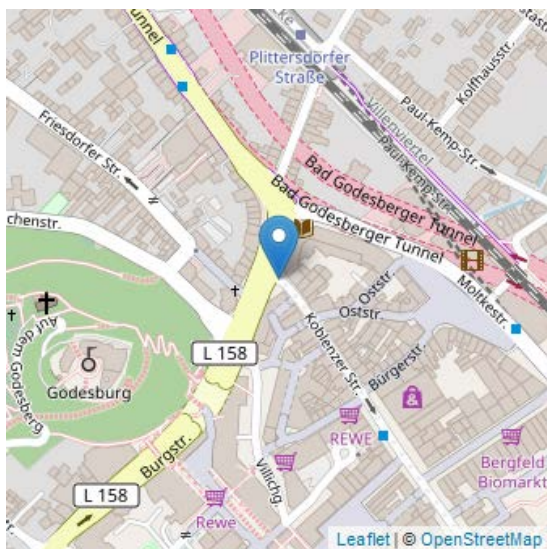 Tunnel
cke
Plittersdorfer
Straße
Kolfhausstr.
Paul-Kemp-Str.
Villenviertel
Paul-Kemp-Str.
Friesdorfer Str.
Bad Godesberger Tunnel
Bad Godesberger Tunnel
chenstr.
Moltkestr.
Oststr.
Oststr.
Auf dem Godesberg
L 158
Koblenzer Str.
Bürgerstr.
Godesburg
REWE
Burgstr.
Villichg.
Bergfeld
Biomarkt
L 158
Rewe
Leaflet | © OpenStreetMap